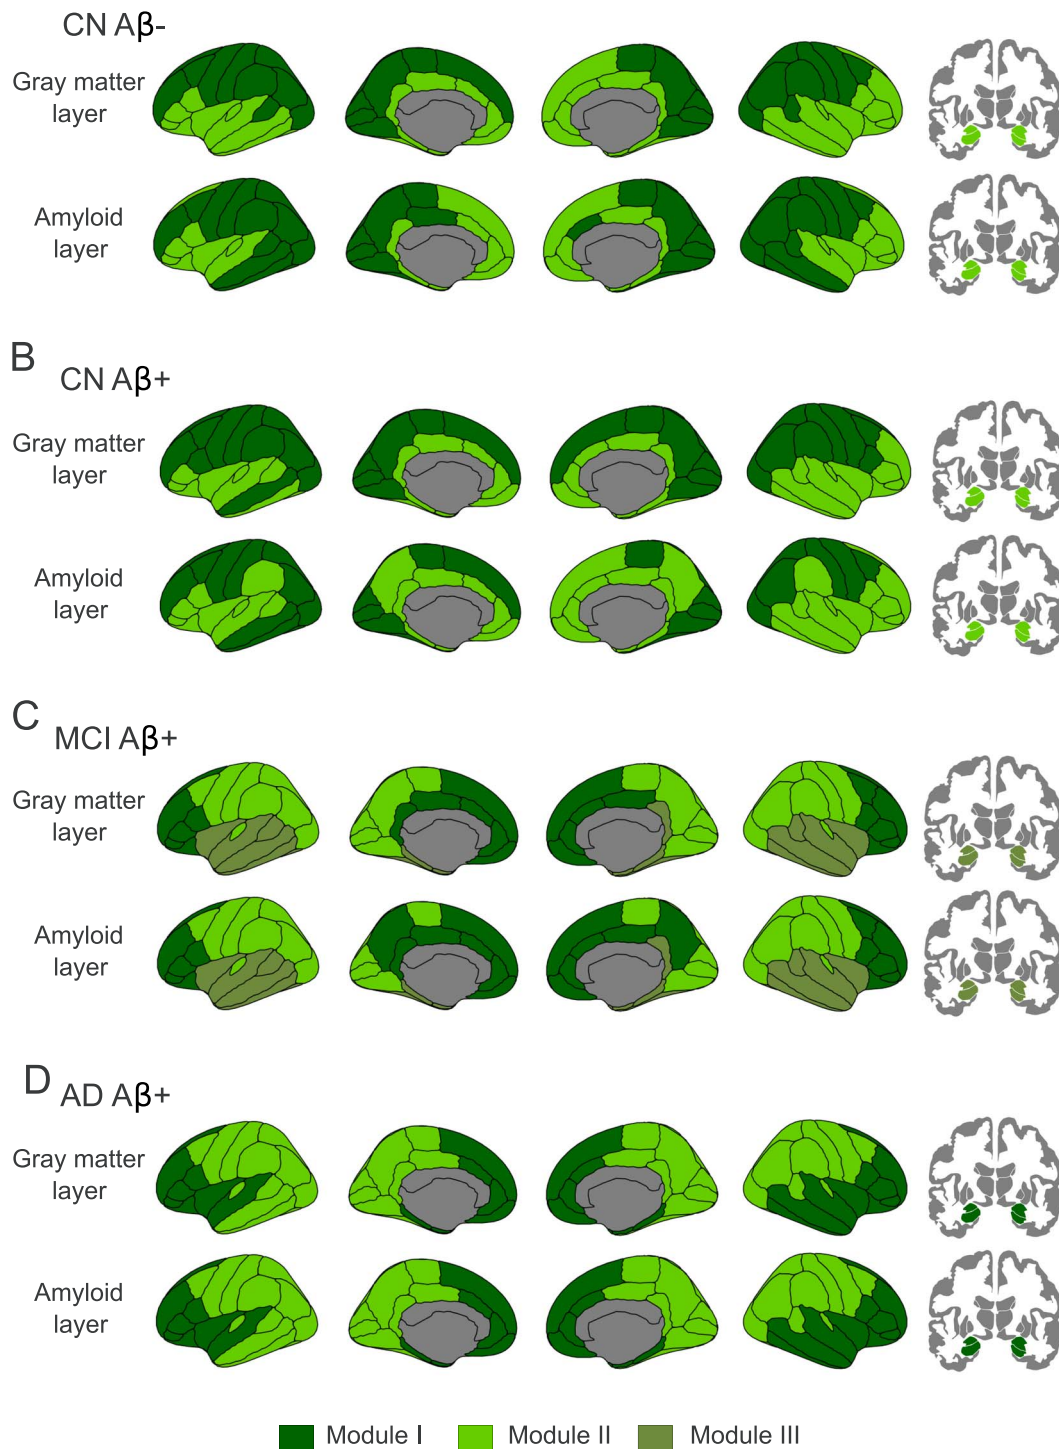 CN Aβ-
Gray matter
layer
Amyloid
layer
B
CN Aβ+
Gray matter
layer
Amyloid
layer
C
MCI Aβ+
Gray matter
layer
Amyloid
layer
D
AD Aβ+
Gray matter
layer
Amyloid
layer
Module I Module II Module III